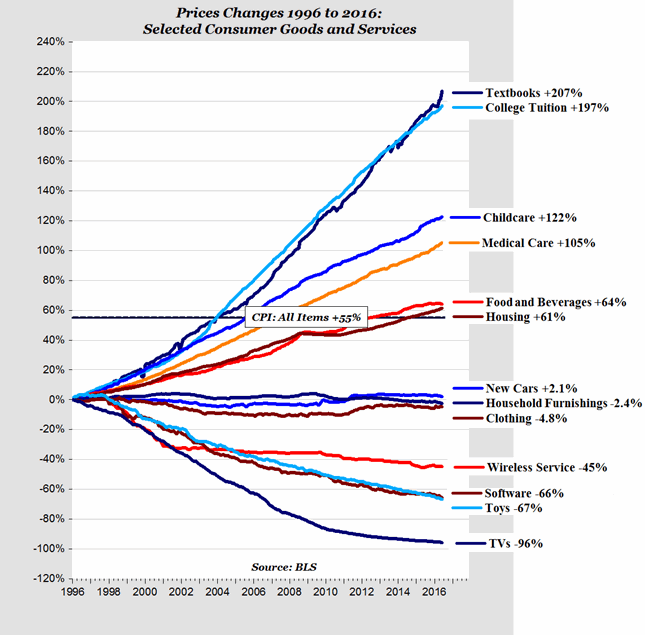 Prices Changes 1996 to 2016:
Selected Consumer Goods and Services
240%
220%
200%
180%
160%
140%
120%
100%
80%
60%
40%
20%
0%
-20%
-40%
-60%
-80%
-100%
-120%
Textbooks +207%
College Tuition +197%
Childcare +122%
Medical Care +105%
Food and Beverages +64%
CPI: All Items +55%
Housing +61%
New Cars +2.1%
Household Furnishings -2.4%
Clothing -4.8%
Wireless Service -45%
Software -66%
Toys -67%
TVs -96%
Source: BLS
1996 1998 2000 2002 2004 2006 2008 2010 2012 2014 2016